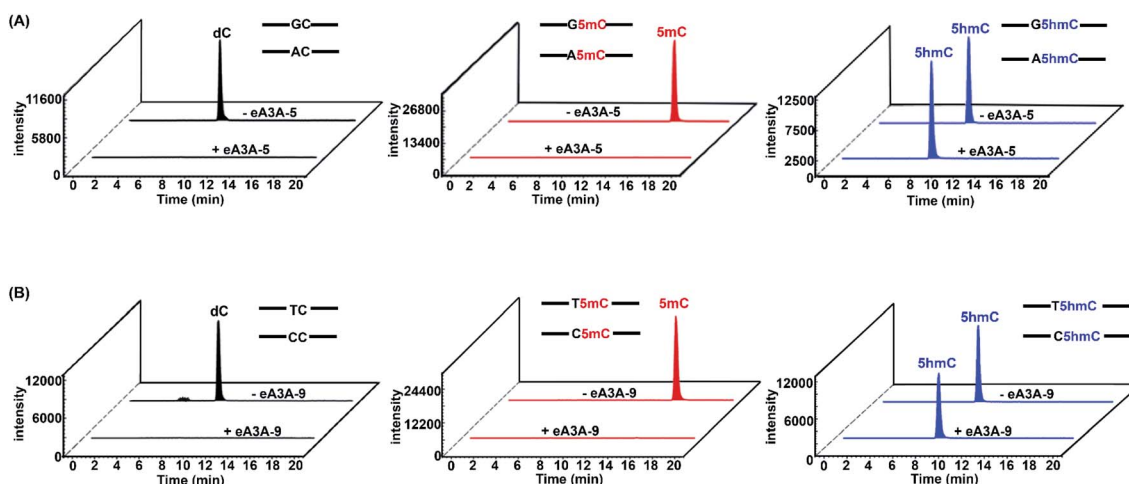 (A)
GC
AC
dC
- eA3A-5
+ eA3A-5
intensity
11600
5800
0
0 2 4 6 8 10 12 14 16 18 20
Time (min)
G5mC
A5mC
5mC
- eA3A-5
+ eA3A-5
intensity
26800
13400
0
0 2 4 6 8 10 12 14 16 18 20
Time (min)
G5hmC
A5hmC
5hmC
5hmC
- eA3A-5
+ eA3A-5
intensity
12500
7500
2500
0 2 4 6 8 10 12 14 16 18 20
Time (min)
(B)
TC
CC
dC
- eA3A-9
+ eA3A-9
intensity
12000
6000
0
0 2 4 6 8 10 12 14 16 18 20
Time (min)
T5mC
C5mC
5mC
- eA3A-9
+ eA3A-9
intensity
24400
12200
0
0 2 4 6 8 10 12 14 16 18 20
Time (min)
T5hmC
C5hmC
5hmC
5hmC
- eA3A-9
+ eA3A-9
intensity
12000
6000
0
0 2 4 6 8 10 12 14 16 18 20
Time (min)